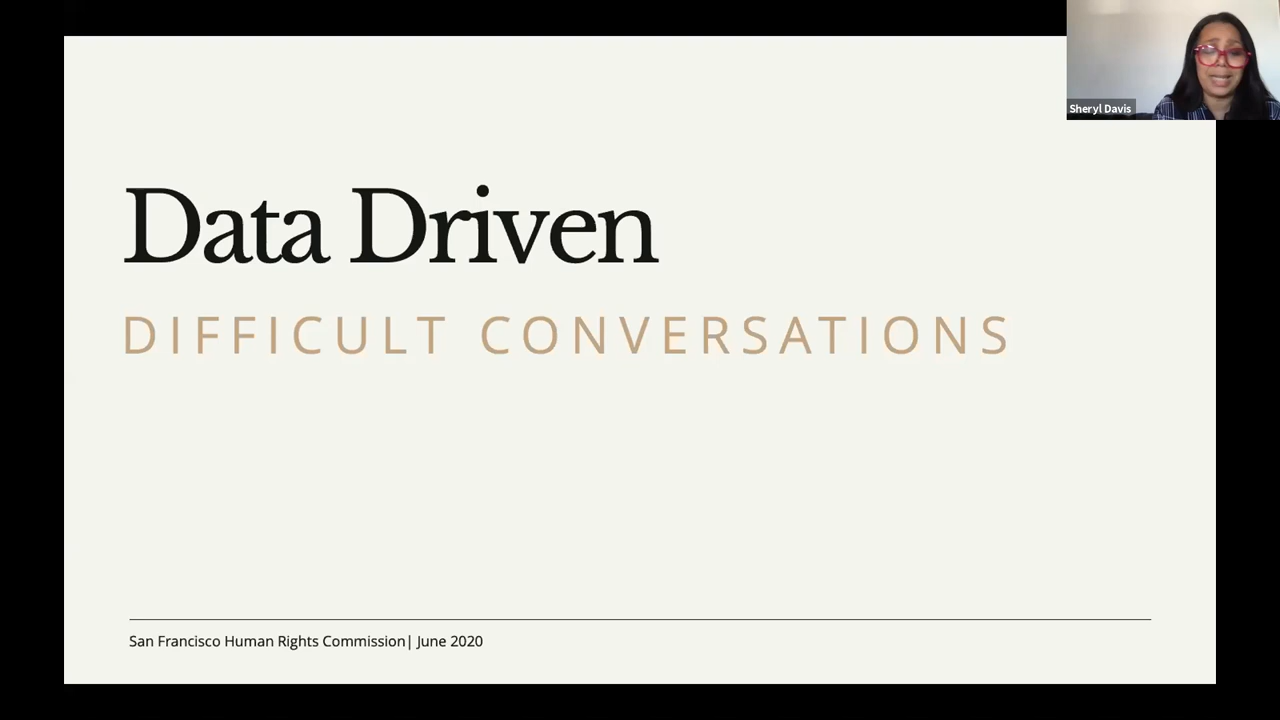 Sheryl Davis
Data Driven
DIFFICULT CONVERSATIONS
San Francisco Human Rights Commission| June 2020